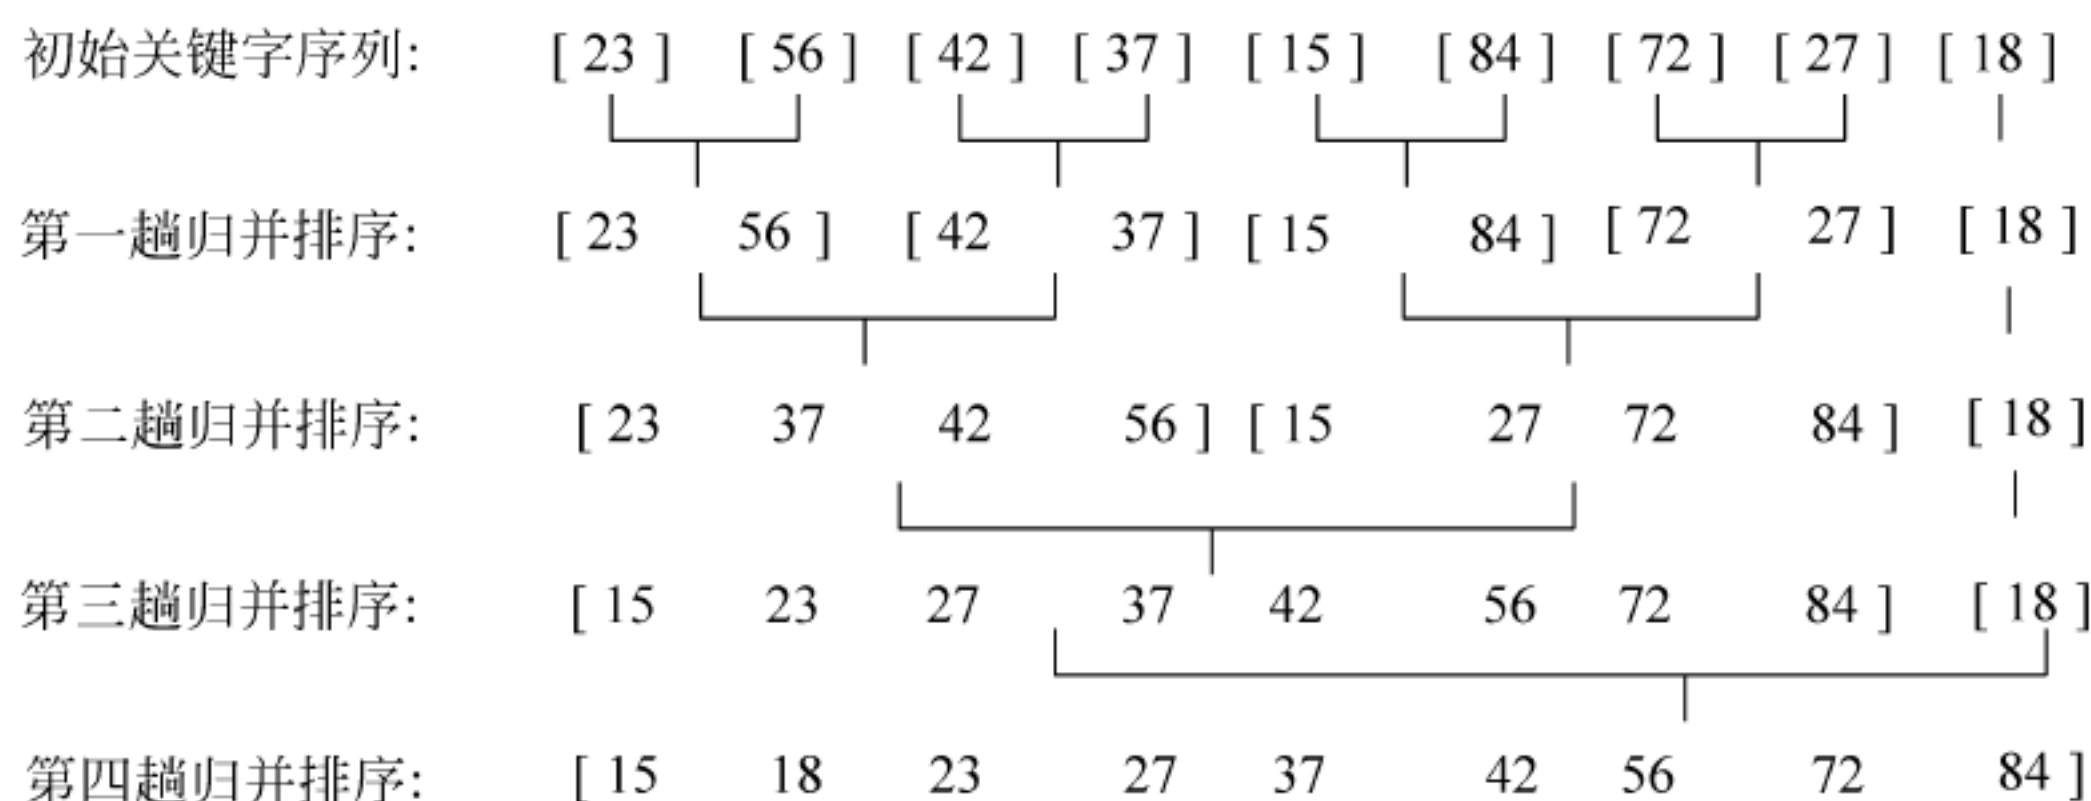 初始关键字序列: [ 23 ] [ 56 ] [ 42 ] [ 37 ] [ 15 ] [ 84 ] [ 72 ] [ 27 ] [ 18 ]
第一趟归并排序: [ 23 56 ] [ 42 37 ] [ 15 84 ] [ 72 27 ] [ 18 ]
第二趟归并排序: [ 23 37 42 56 ] [ 15 27 72 84 ] [ 18 ]
第三趟归并排序: [ 15 23 27 37 42 56 72 84 ] [ 18 ]
第四趟归并排序: [ 15 18 23 27 37 42 56 72 84 ]